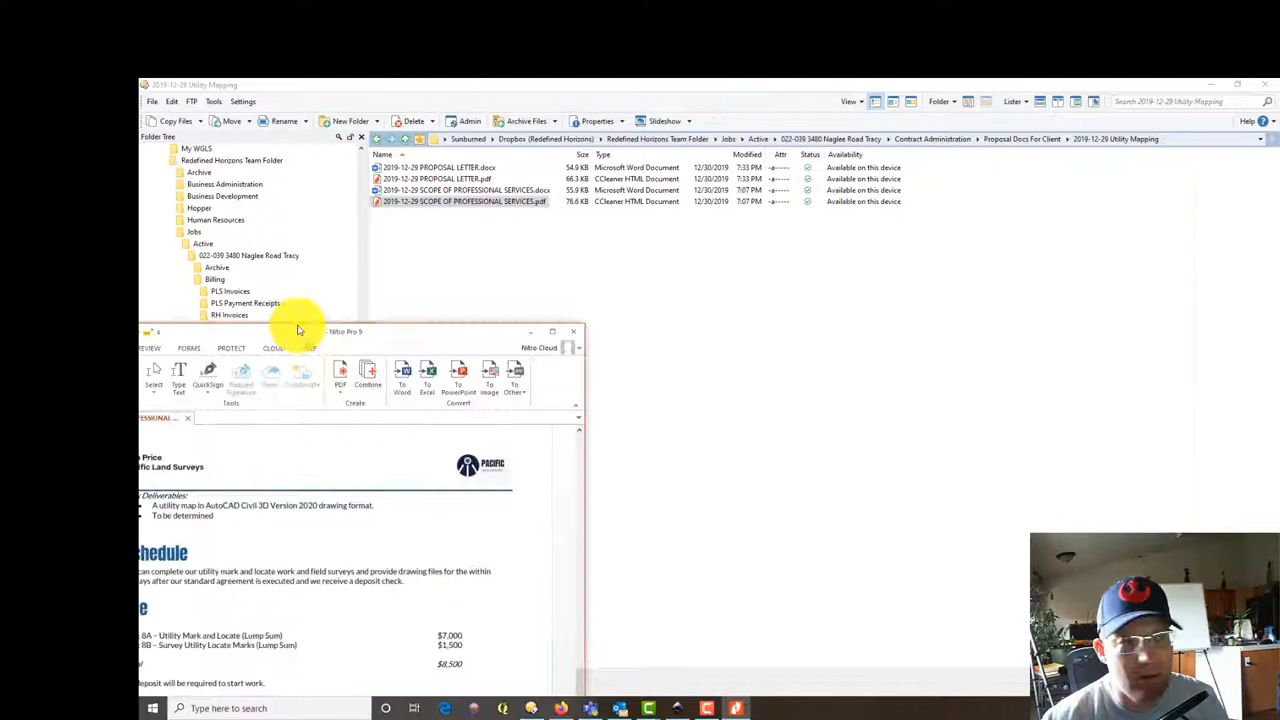 2019-12-29 Utility Mapping
File Edit FTP Tools Settings View Folder Lister Search 2019-12-29 Utility Mapping
Copy Files Move Rename New Folder Delete Admin Archive Files Properties Slideshow Help
Folder Tree
Sunburned Dropbox (Redefined Horizons) Redefined Horizons Team Folder Jobs Active 022-039 3480 Naglee Road Tracy Contract Administration Proposal Docs For Client 2019-12-29 Utility Mapping
Name Size Type Modified Attr Status Availability
2019-12-29 PROPOSAL LETTER.docx 54.9 KB Microsoft Word Document 12/30/2019 7:33 PM -a----- Available on this device
2019-12-29 PROPOSAL LETTER.pdf 66.3 KB CCleaner HTML Document 12/30/2019 7:33 PM -a----- Available on this device
2019-12-29 SCOPE OF PROFESSIONAL SERVICES.docx 55.9 KB Microsoft Word Document 12/30/2019 7:07 PM -a----- Available on this device
2019-12-29 SCOPE OF PROFESSIONAL SERVICES.pdf 76.6 KB CCleaner HTML Document 12/30/2019 7:07 PM -a----- Available on this device
My WGLS
Redefined Horizons Team Folder
Archive
Business Administration
Business Development
Hopper
Human Resources
Jobs
Active
022-039 3480 Naglee Road Tracy
Archive
Billing
PLS Invoices
PLS Payment Receipts
RH Invoices
- Nitro Pro 9
REVIEW FORMS PROTECT CLOUD HELP Nitro Cloud
Select Type Text QuickSign Request Signature PDF Combine To Word To Excel To PowerPoint To Image To Other
Tools Create Convert
FESSIONAL ...
Price
ific Land Surveys
PACIFIC
Deliverables:
A utility map in AutoCAD Civil 3D Version 2020 drawing format.
To be determined
hedule
can complete our utility mark and locate work and field surveys and provide drawing files for the within
ays after our standard agreement is executed and we receive a deposit check.
e
8A – Utility Mark and Locate (Lump Sum) $7,000
8B – Survey Utility Locate Marks (Lump Sum) $1,500
al $8,500
deposit will be required to start work.
Type here to search